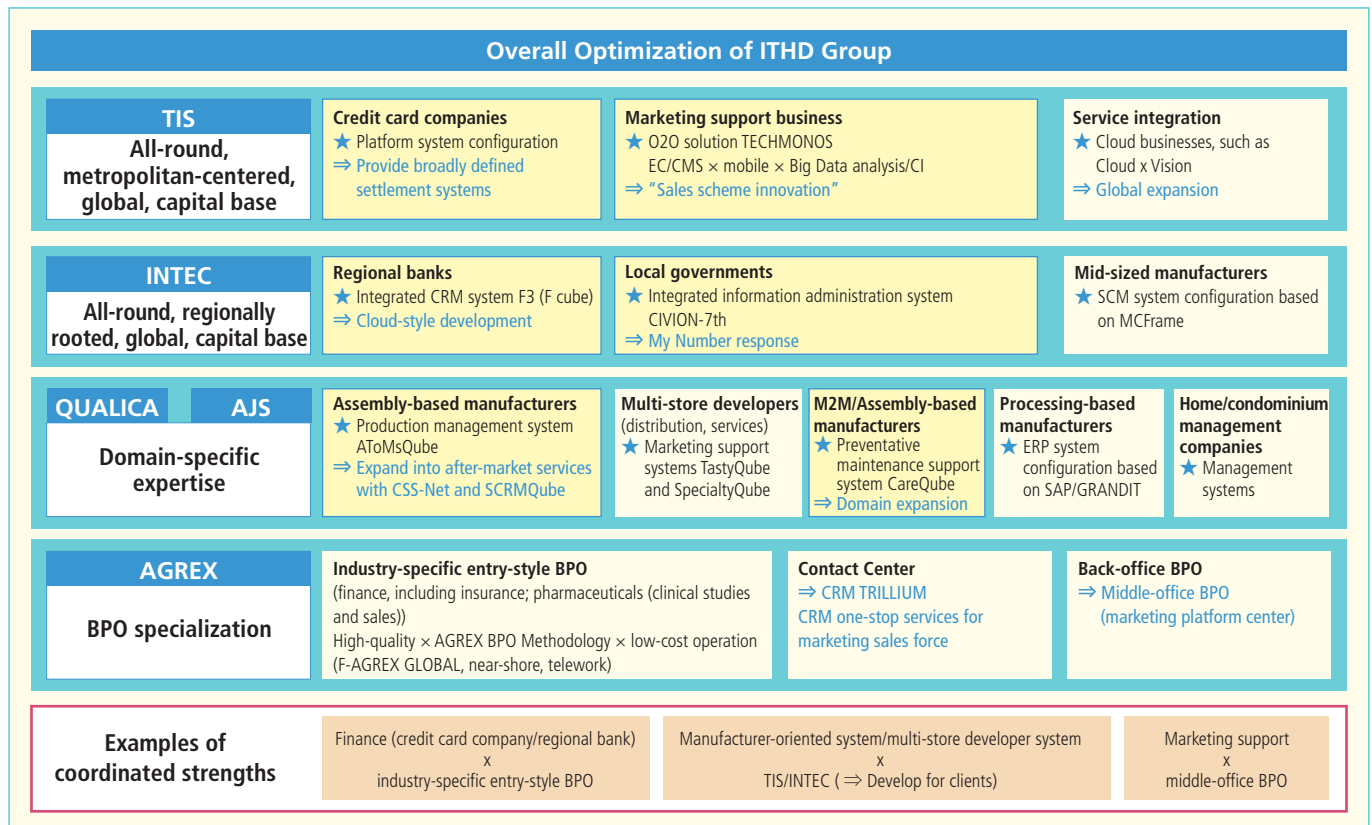 Overall Optimization of ITHD Group
TIS
All-round,
metropolitan-centered,
global, capital base
Credit card companies
★ Platform system configuration
⇒ Provide broadly defined
settlement systems
Marketing support business
★ O2O solution TECHMONOS
EC/CMS × mobile × Big Data analysis/CI
⇒ “Sales scheme innovation”
Service integration
★ Cloud businesses, such as
Cloud x Vision
⇒ Global expansion
INTEC
All-round, regionally
rooted, global, capital base
Regional banks
★ Integrated CRM system F3 (F cube)
⇒ Cloud-style development
Local governments
★ Integrated information administration system
CIVION-7th
⇒ My Number response
Mid-sized manufacturers
★ SCM system configuration based
on MCFrame
QUALICA
AJS
Domain-specific
expertise
Assembly-based manufacturers
★ Production management system
AToMsQube
⇒ Expand into after-market services
with CSS-Net and SCRMQube
Multi-store developers
(distribution, services)
★ Marketing support
systems TastyQube
and SpecialtyQube
M2M/Assembly-based
manufacturers
★ Preventative
maintenance support
system CareQube
⇒ Domain expansion
Processing-based
manufacturers
★ ERP system
configuration based
on SAP/GRANDIT
Home/condominium
management
companies
★ Management
systems
AGREX
BPO specialization
Industry-specific entry-style BPO
(finance, including insurance; pharmaceuticals (clinical studies
and sales))
High-quality × AGREX BPO Methodology × low-cost operation
(F-AGREX GLOBAL, near-shore, telework)
Contact Center
⇒ CRM TRILLIUM
CRM one-stop services for
marketing sales force
Back-office BPO
⇒ Middle-office BPO
(marketing platform center)
Examples of
coordinated strengths
Finance (credit card company/regional bank)
x
industry-specific entry-style BPO
Manufacturer-oriented system/multi-store developer system
x
TIS/INTEC ( ⇒ Develop for clients)
Marketing support
x
middle-office BPO